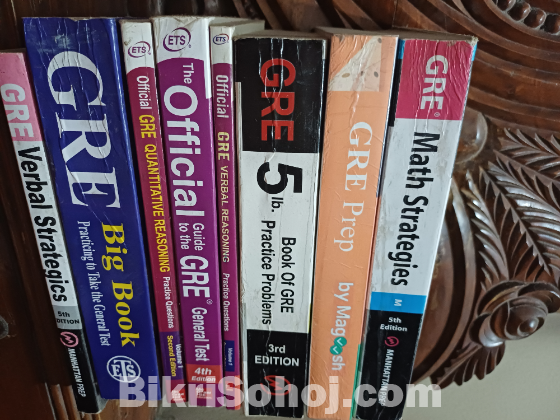 GRE Verbal Strategies
5th EDITION
MANHATTAN PREP
GRE Big Book
Practicing to Take the General Test
ETS
ETS
Official GRE QUANTITATIVE REASONING
Practice Questions
Volume 1
Second Edition
ETS
The Official Guide to the GRE® General Test
4th Edition
ETS
Official GRE VERBAL REASONING
Practice Questions
GRE
5 lb.
Book Of GRE
Practice Problems
3rd EDITION
GRE Prep
by Magoosh
GRE®
Math Strategies
M
5th Edition
MANHATTAN PREP
BikriSohoj.com